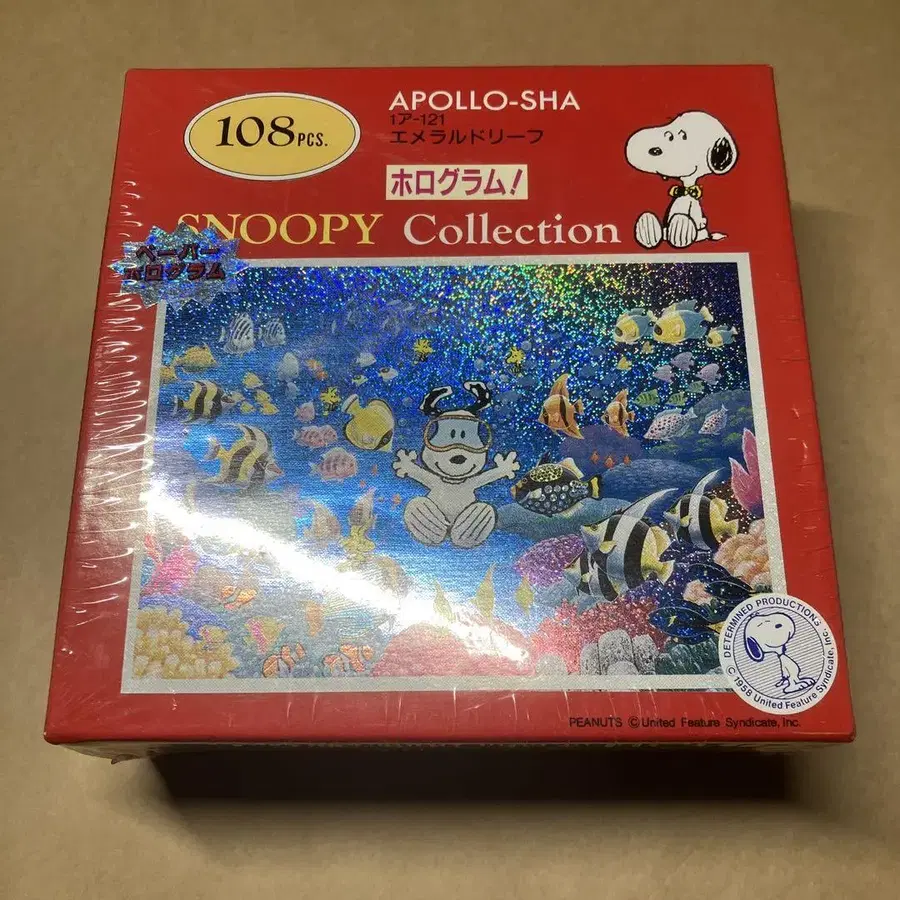 108 PCS.
APOLLO-SHA
1ア-121
エメラルドリーフ
ホログラム!
SNOOPY Collection
ペーパー
ホログラム
DETERMINED PRODUCTIONS
© 1958 United Feature Syndicate, Inc.
PEANUTS © United Feature Syndicate, Inc.